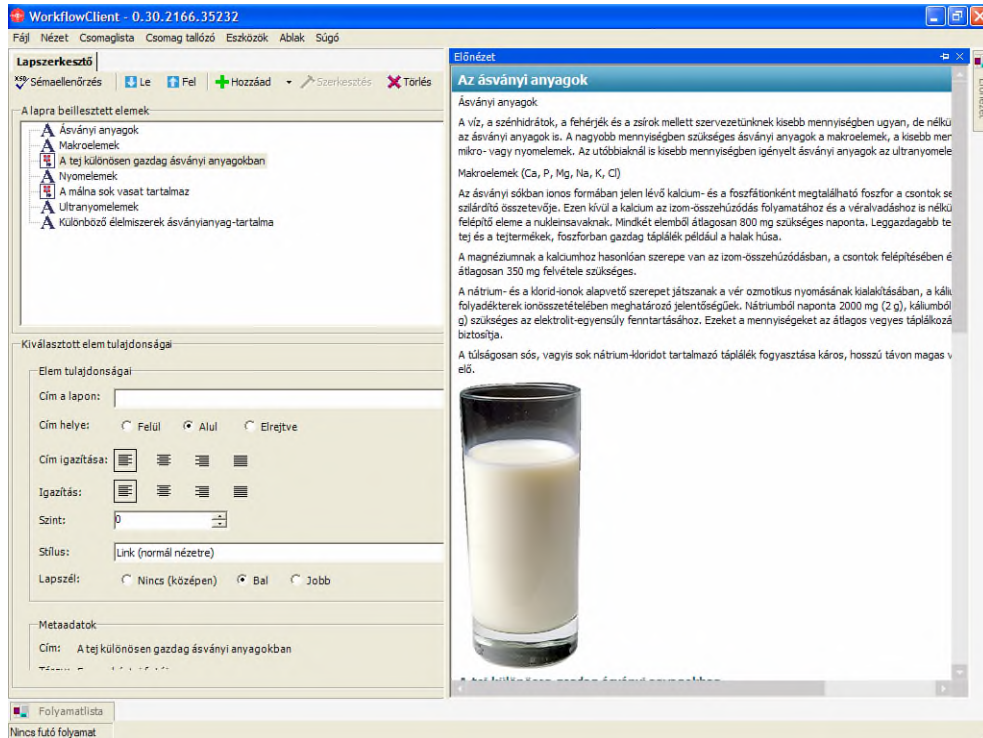 WorkflowClient - 0.30.2166.35232
Fájl Nézet Csomaglista Csomag tallózó Eszközök Ablak Súgó
Lapszerkesztő
Sémaellenőrzés Le Fel Hozzáad Szerkesztés Törlés
A lapra beillesztett elemek
Ásványi anyagok
Makroelemek
A tej különösen gazdag ásványi anyagokban
Nyomelemek
A málna sok vasat tartalmaz
Ultranyomelemek
Különböző élelmiszerek ásványianyag-tartalma
Kiválasztott elem tulajdonságai
Elem tulajdonságai
Cím a lapon:
Cím helye: Felül Alul Elrejtve
Cím igazítása:
Igazítás:
Szint: 0
Stílus: Link (normál nézetre)
Lapszél: Nincs (középen) Bal Jobb
Metaadatok
Cím: A tej különösen gazdag ásványi anyagokban
Folyamatlista
Nincs futó folyamat
Előnézet
Az ásványi anyagok
Ásványi anyagok
A víz, a szénhidrátok, a fehérjék és a zsírok mellett szervezetünknek kisebb mennyiségben ugyan, de nélkü
az ásványi anyagok is. A nagyobb mennyiségben szükséges ásványi anyagok a makroelemek, a kisebb men
mikro- vagy nyomelemek. Az utóbbiaknál is kisebb mennyiségben igényelt ásványi anyagok az ultranyomele
Makroelemek (Ca, P, Mg, Na, K, Cl)
Az ásványi sókban ionos formában jelen lévő kalcium- és a foszfátionként megtalálható foszfor a csontok se
szilárdító összetevője. Ezen kívül a kalcium az izom-összehúzódás folyamatához és a véralvadáshoz is nélkü
felépítő eleme a nukleinsavaknak. Mindkét elemből átlagosan 800 mg szükséges naponta. Leggazdagabb te
tej és a tejtermékek, foszforban gazdag táplálék például a halak húsa.
A magnéziumnak a kalciumhoz hasonlóan szerepe van az izom-összehúzódásban, a csontok felépítésében é
átlagosan 350 mg felvétele szükséges.
A nátrium- és a klorid-ionok alapvető szerepet játszanak a vér ozmotikus nyomásának kialakításában, a káliu
folyadékterek ionösszetételében meghatározó jelentőségűek. Nátriumból naponta 2000 mg (2 g), káliumból
g) szükséges az elektrolit-egyensúly fenntartásához. Ezeket a mennyiségeket az átlagos vegyes táplálkozá
biztosítja.
A túlságosan sós, vagyis sok nátrium-kloridot tartalmazó táplálék fogyasztása káros, hosszú távon magas v
elő.